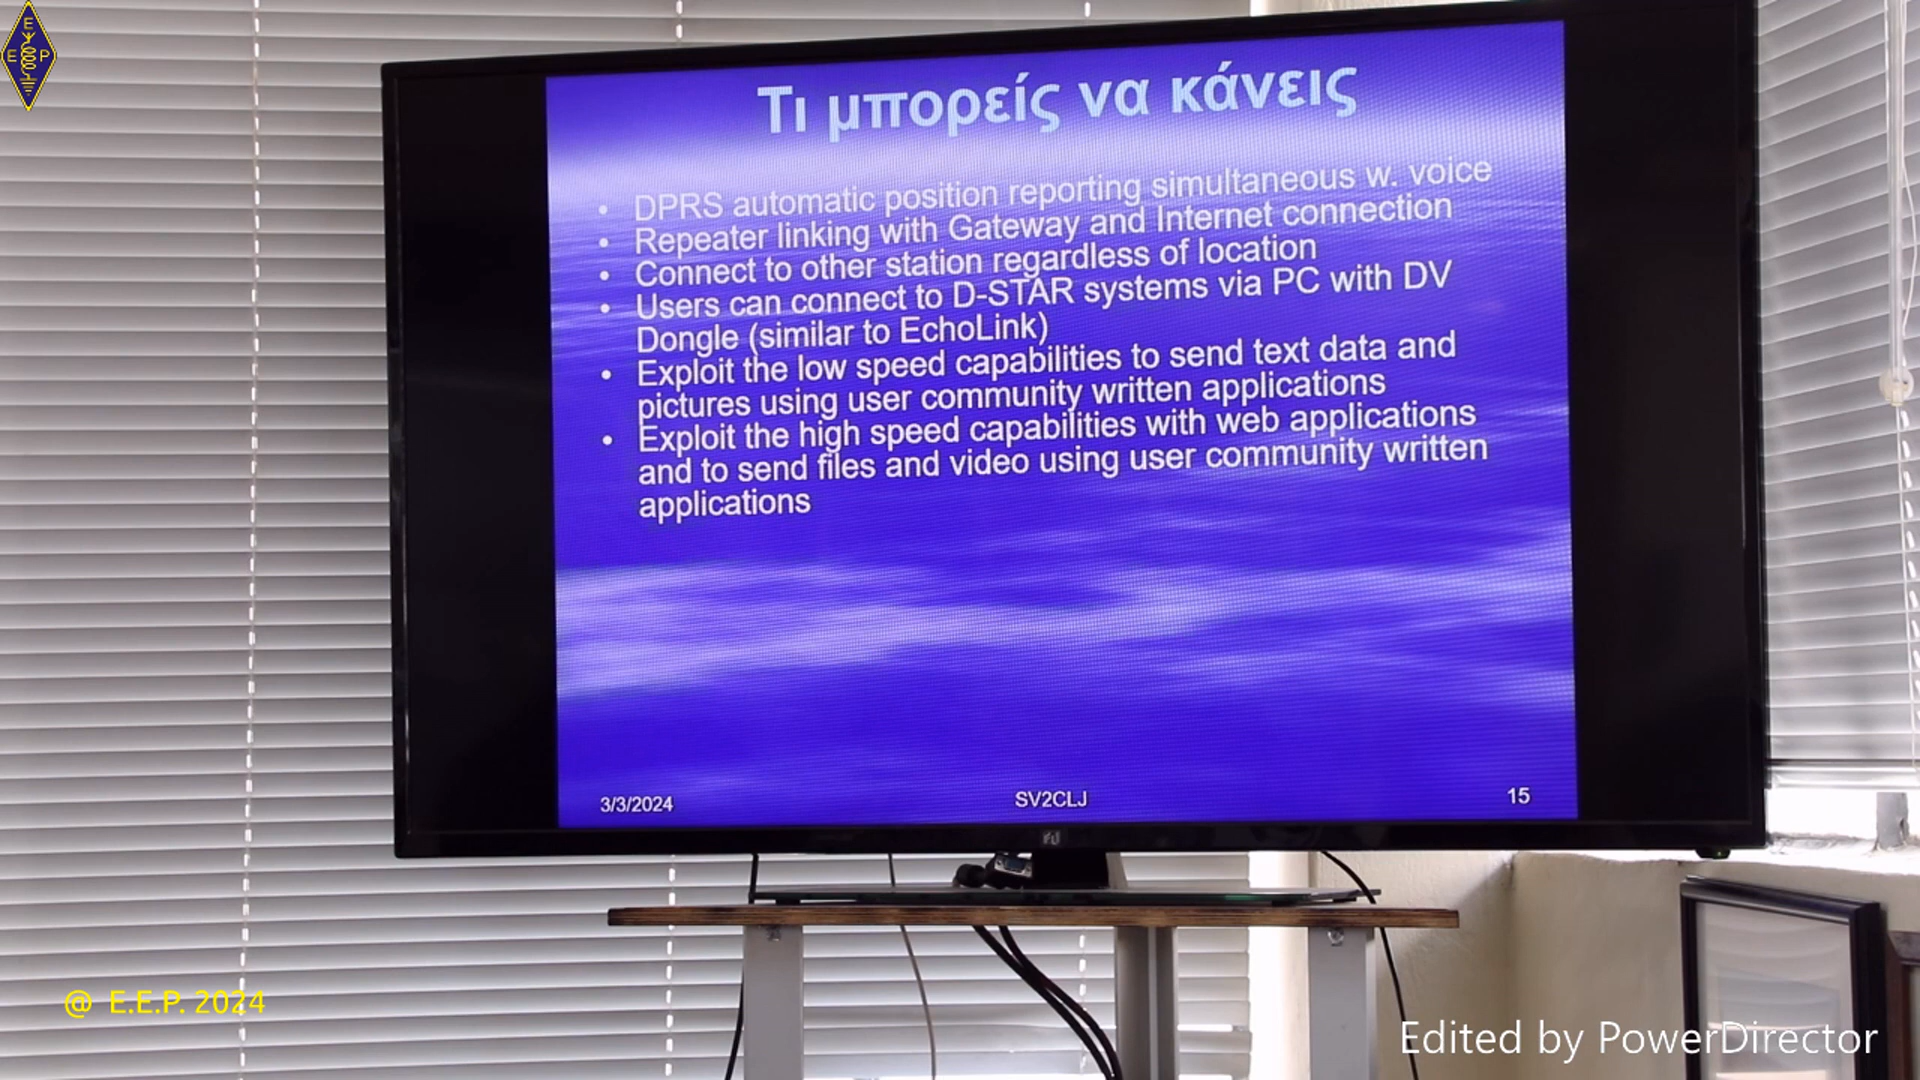 E
E P
Τι μπορείς να κάνεις
• DPRS automatic position reporting simultaneous w. voice
• Repeater linking with Gateway and Internet connection
• Connect to other station regardless of location
• Users can connect to D-STAR systems via PC with DV
Dongle (similar to EchoLink)
• Exploit the low speed capabilities to send text data and
pictures using user community written applications
• Exploit the high speed capabilities with web applications
and to send files and video using user community written
applications
3/3/2024 SV2CLJ 15
@ E.E.P. 2024
Edited by PowerDirector